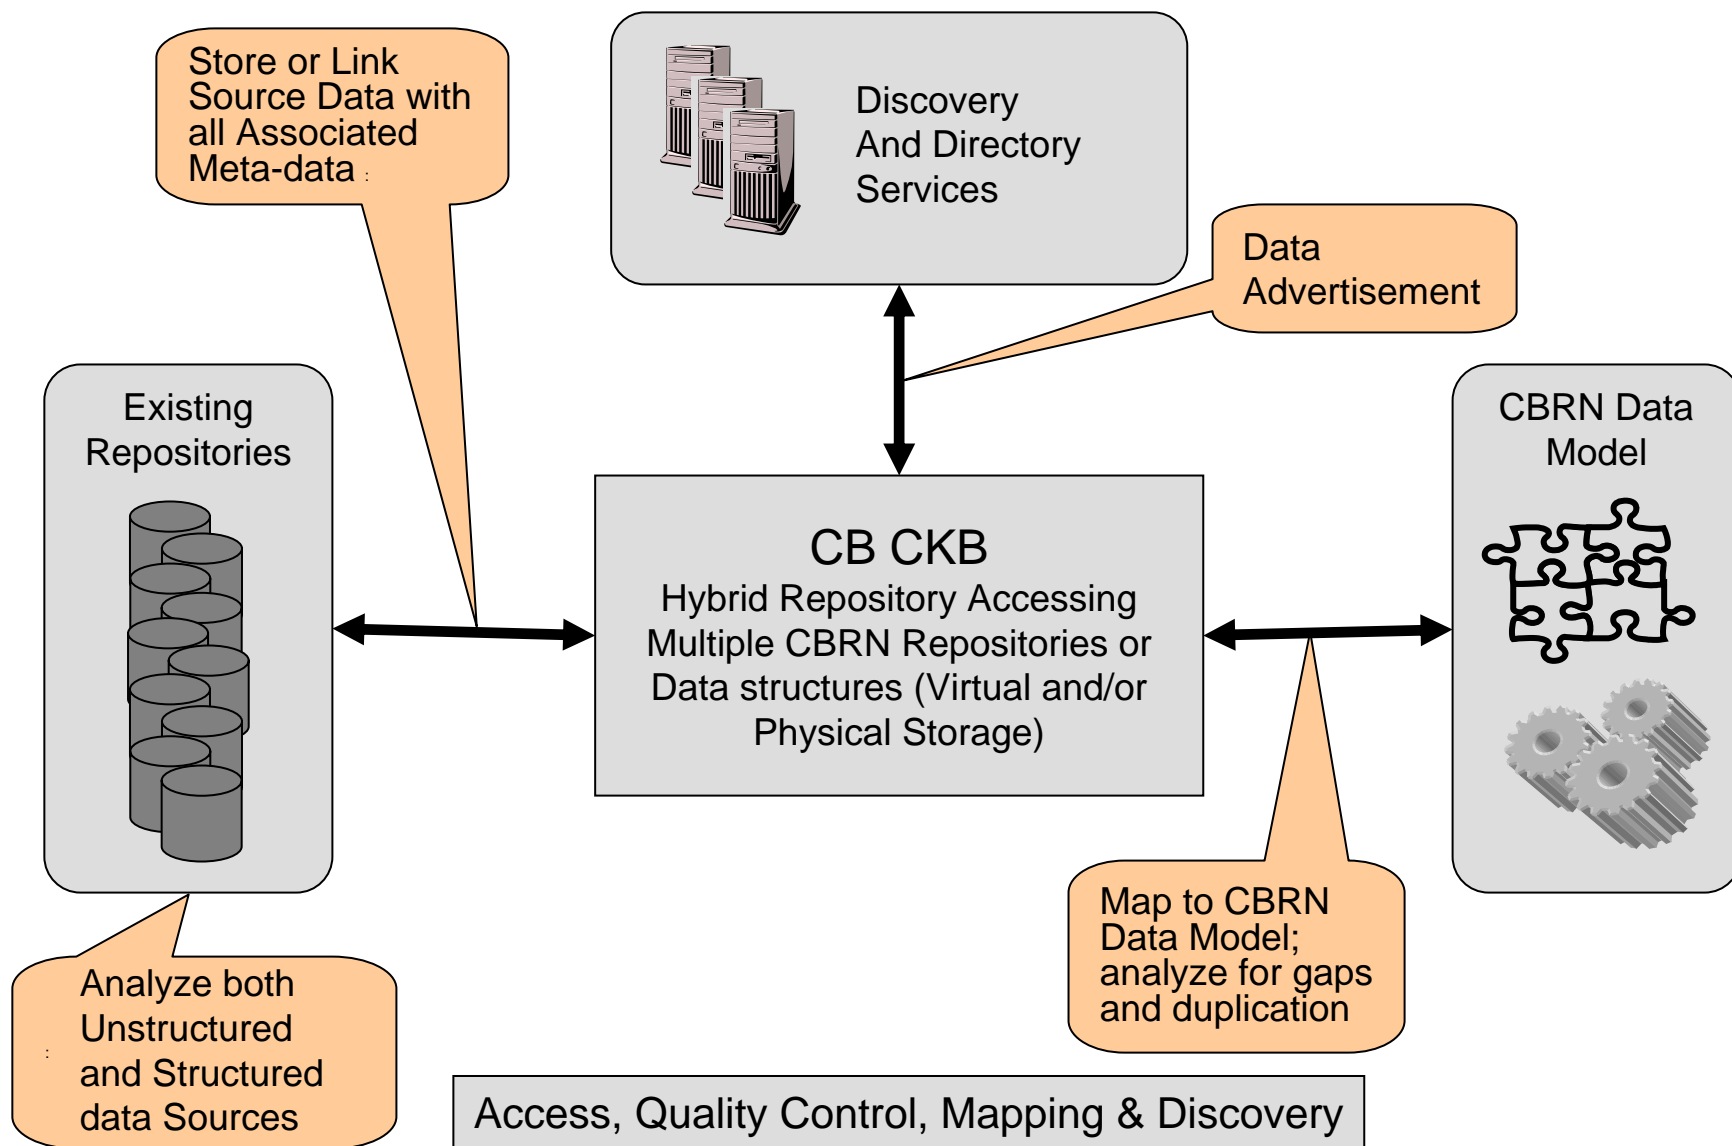 Store or Link
Source Data with
all Associated
Meta-data :
Discovery
And Directory
Services
Data
Advertisement
Existing
Repositories
CBRN Data
Model
CB CKB
Hybrid Repository Accessing
Multiple CBRN Repositories or
Data structures (Virtual and/or
Physical Storage)
Map to CBRN
Data Model;
analyze for gaps
and duplication
Analyze both
Unstructured
: and Structured
data Sources
Access, Quality Control, Mapping & Discovery